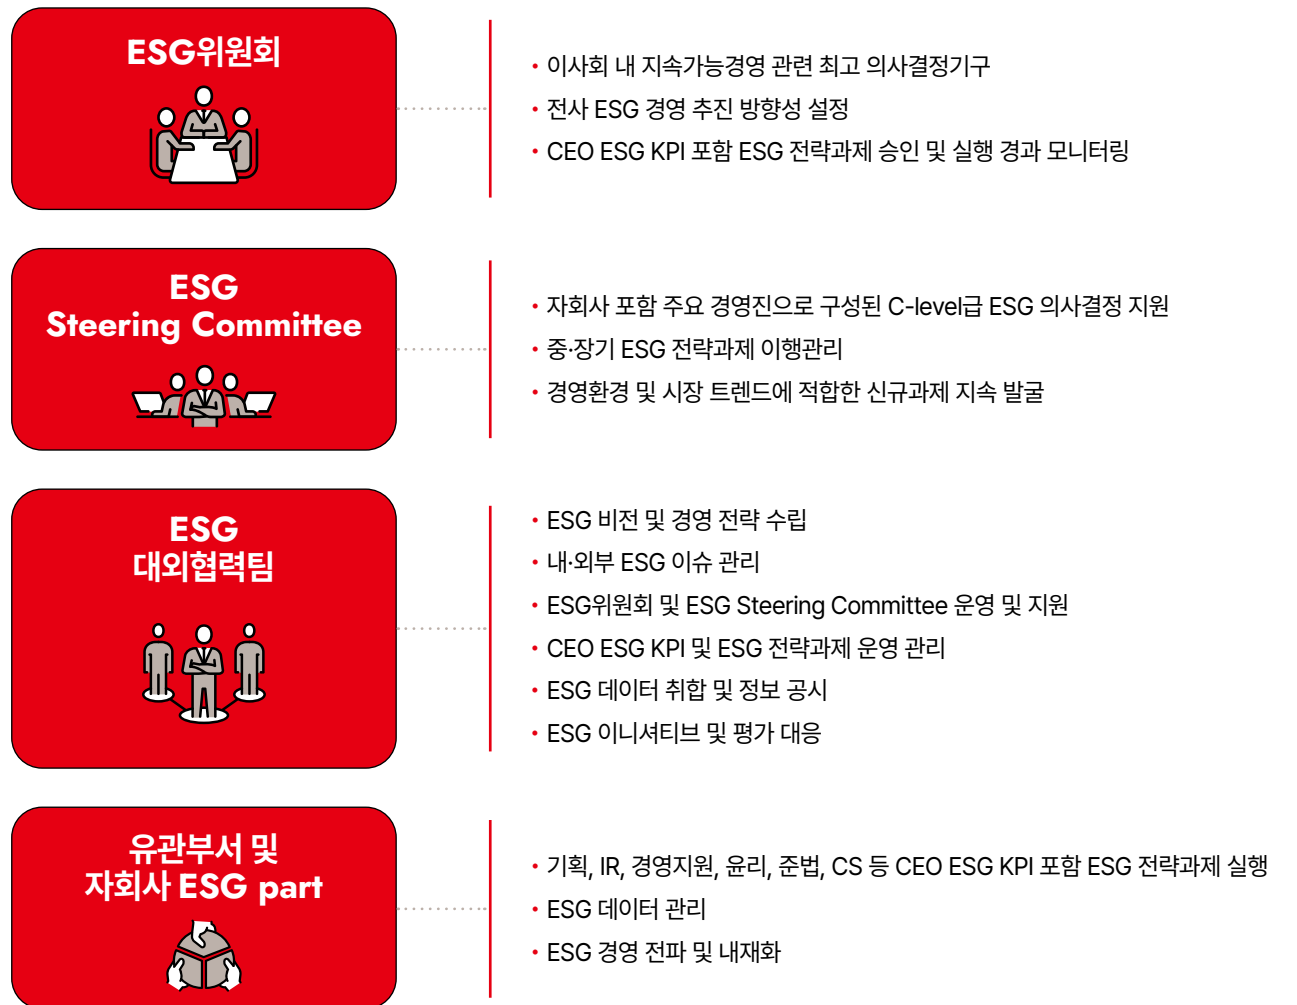 ESG위원회
• 이사회 내 지속가능경영 관련 최고 의사결정기구
• 전사 ESG 경영 추진 방향성 설정
• CEO ESG KPI 포함 ESG 전략과제 승인 및 실행 경과 모니터링
ESG
Steering Committee
• 자회사 포함 주요 경영진으로 구성된 C-level급 ESG 의사결정 지원
• 중·장기 ESG 전략과제 이행관리
• 경영환경 및 시장 트렌드에 적합한 신규과제 지속 발굴
ESG
대외협력팀
• ESG 비전 및 경영 전략 수립
• 내·외부 ESG 이슈 관리
• ESG위원회 및 ESG Steering Committee 운영 및 지원
• CEO ESG KPI 및 ESG 전략과제 운영 관리
• ESG 데이터 취합 및 정보 공시
• ESG 이니셔티브 및 평가 대응
유관부서 및
자회사 ESG part
• 기획, IR, 경영지원, 윤리, 준법, CS 등 CEO ESG KPI 포함 ESG 전략과제 실행
• ESG 데이터 관리
• ESG 경영 전파 및 내재화